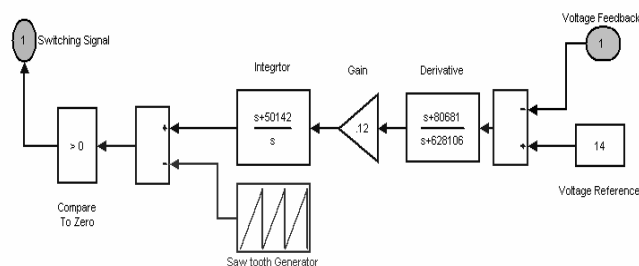 1
Switching Signal
Voltage Feedback
1
Integrtor
Gain
Derivative
> 0
+
-
s+50142
s
.12
s+80681
s+628106
-
+
14
Compare
To Zero
Voltage Reference
Saw tooth Generator